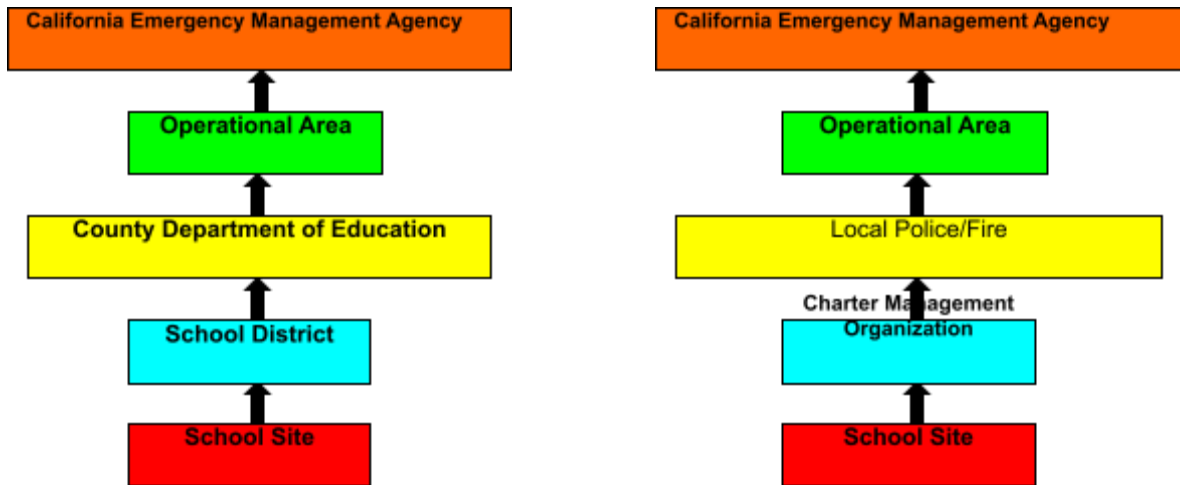 California Emergency Management Agency
Operational Area
County Department of Education
School District
School Site
California Emergency Management Agency
Operational Area
Local Police/Fire
Charter Management
Organization
School Site